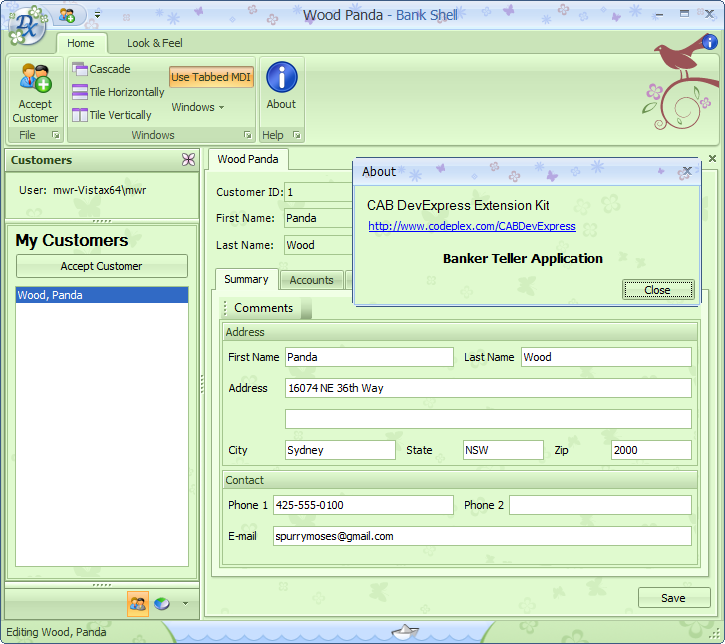 Wood Panda - Bank Shell
Home
Look & Feel
Accept Customer
Cascade
Tile Horizontally
Tile Vertically
Use Tabbed MDI
Windows
About
File
Windows
Help
Customers
User: mwr-Vistax64\mwr
My Customers
Accept Customer
Wood, Panda
Wood Panda
Customer ID: 1
First Name: Panda
Last Name: Wood
About
CAB DevExpress Extension Kit
http://www.codeplex.com/CABDevExpress
Banker Teller Application
Close
Summary
Accounts
Comments
Address
First Name Panda Last Name Wood
Address 16074 NE 36th Way
City Sydney State NSW Zip 2000
Contact
Phone 1 425-555-0100 Phone 2
E-mail spurrymoses@gmail.com
Save
Editing Wood, Panda